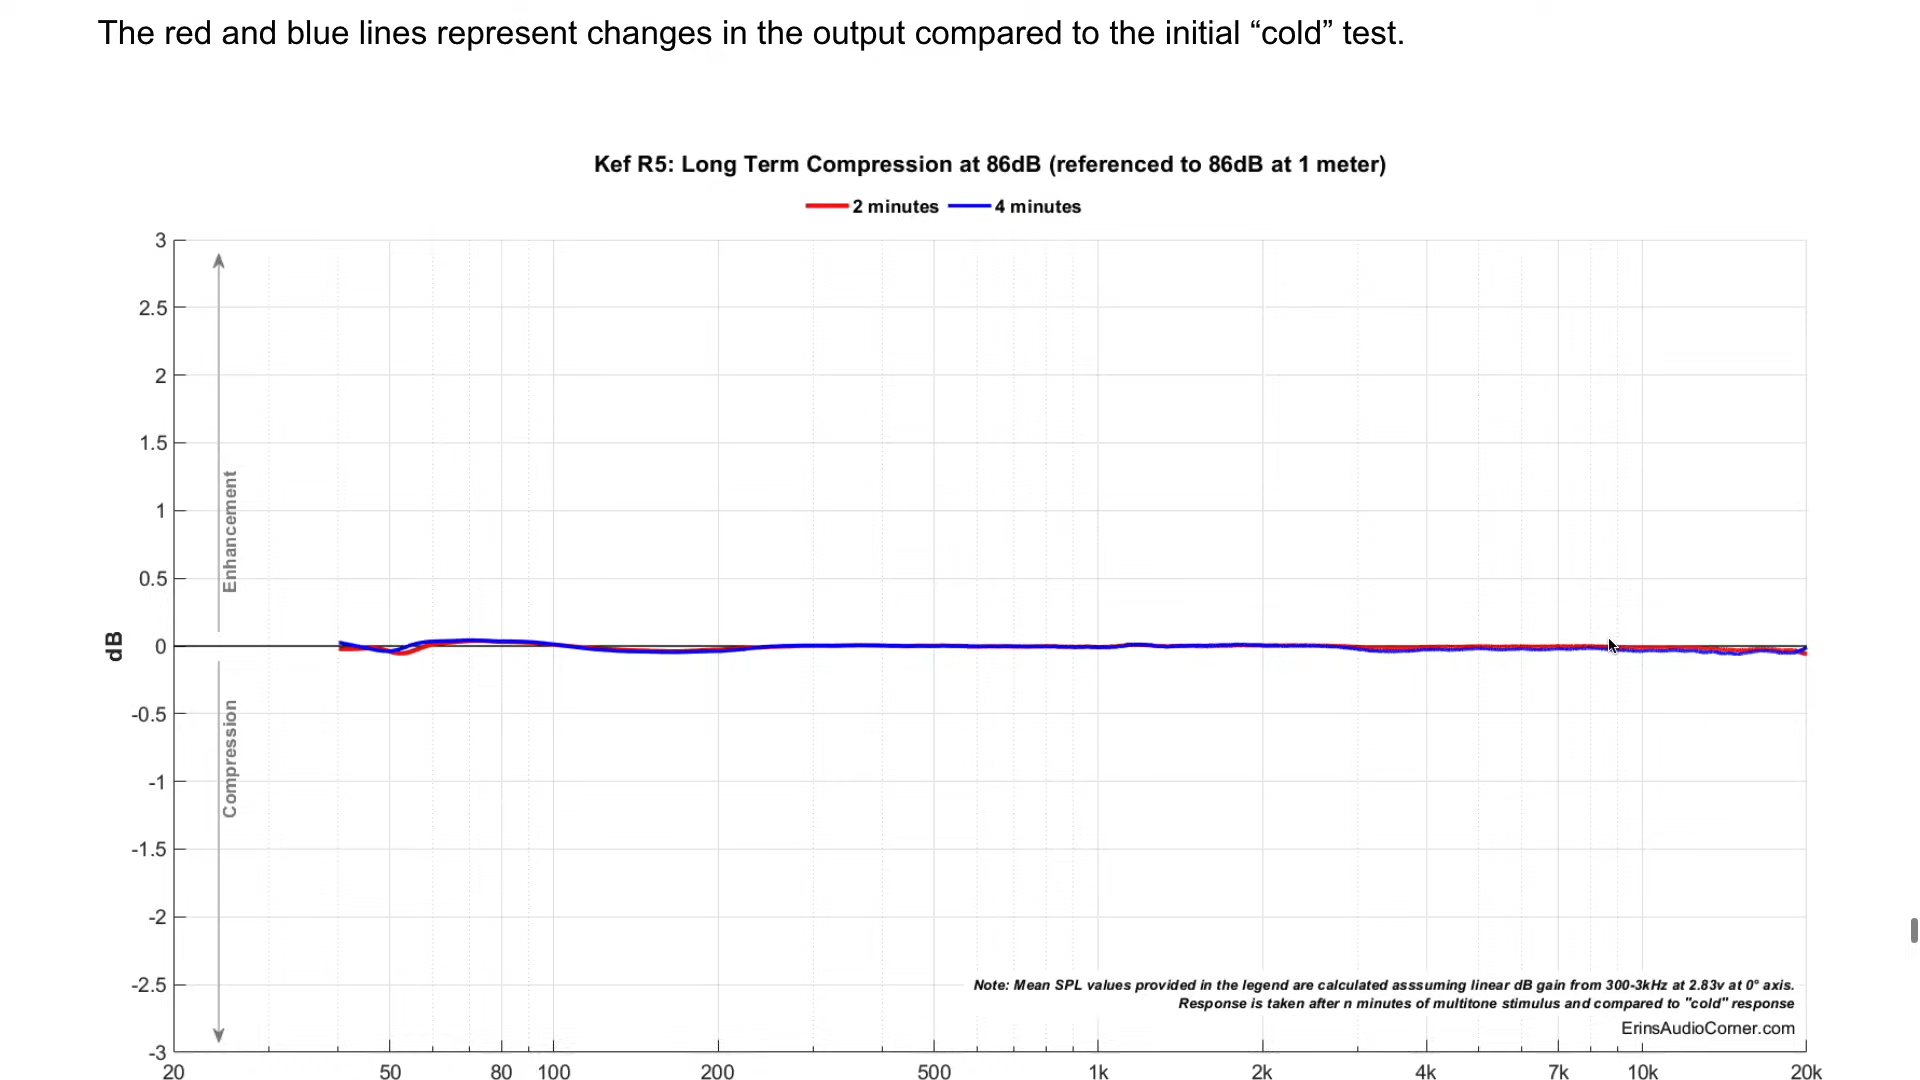 The red and blue lines represent changes in the output compared to the initial “cold” test.
Kef R5: Long Term Compression at 86dB (referenced to 86dB at 1 meter)
2 minutes 4 minutes
3
2.5
2
1.5
1
0.5
0
-0.5
-1
-1.5
-2
-2.5
-3
dB
Enhancement
Compression
Note: Mean SPL values provided in the legend are calculated asssuming linear dB gain from 300-3kHz at 2.83v at 0° axis.
Response is taken after n minutes of multitone stimulus and compared to "cold" response
ErinsAudioCorner.com
20 50 80 100 200 500 1k 2k 4k 7k 10k 20k